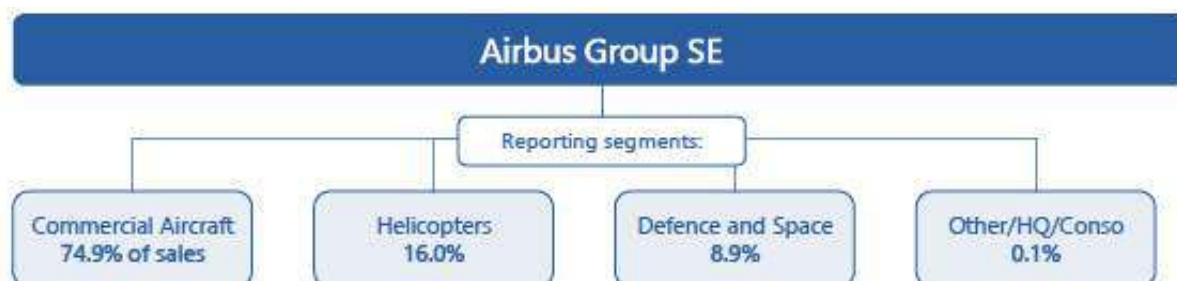 Airbus Group SE
Reporting segments:
Commercial Aircraft
74.9% of sales
Helicopters
16.0%
Defence and Space
8.9%
Other/HQ/Conso
0.1%